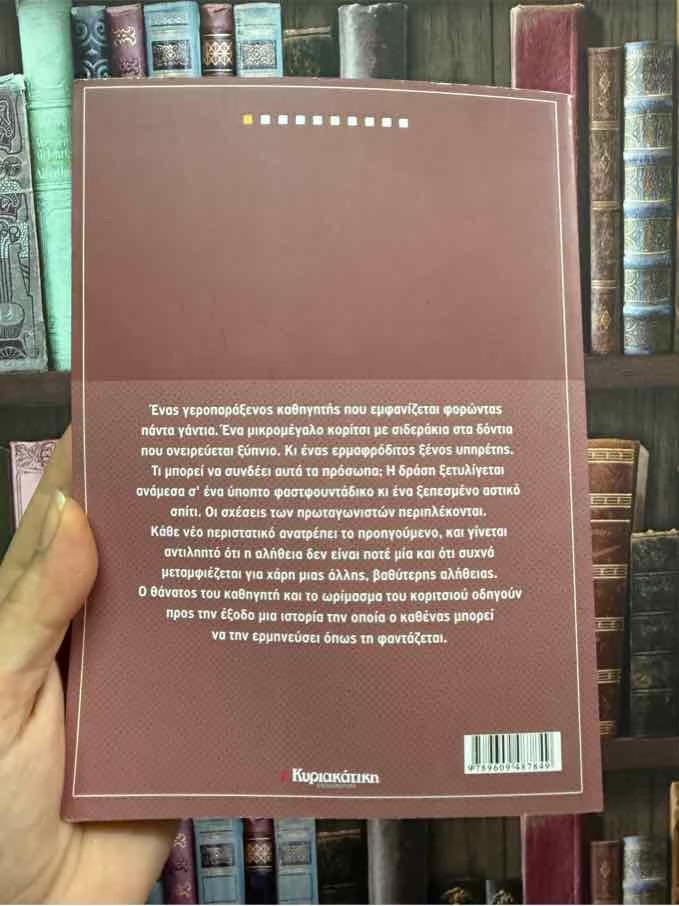 Ένας γεροπαράξενος καθηγητής που εμφανίζεται φορώντας
πάντα γάντια. Ένα μικρομέγαλο κορίτσι με σιδεράκια στα δόντια
που ονειρεύεται ξύπνιο. Κι ένας ερμαφρόδιτος ξένος υπηρέτης.
Τι μπορεί να συνδέει αυτά τα πρόσωπα; Η δράση ξετυλίγεται
ανάμεσα σ' ένα ύποπτο φαστφουντάδικο κι ένα ξεπεσμένο αστικό
σπίτι. Οι σχέσεις των πρωταγωνιστών περιπλέκονται.
Κάθε νέο περιστατικό ανατρέπει το προηγούμενο, και γίνεται
αντιληπτό ότι η αλήθεια δεν είναι ποτέ μία και ότι συχνά
μεταμφιέζεται για χάρη μιας άλλης, βαθύτερης αλήθειας.
Ο θάνατος του καθηγητή και το ωρίμασμα του κοριτσιού οδηγούν
προς την έξοδο μια ιστορία την οποία ο καθένας μπορεί
να την ερμηνεύσει όπως τη φαντάζεται.
9 789609 487849
Κυριακάτικη